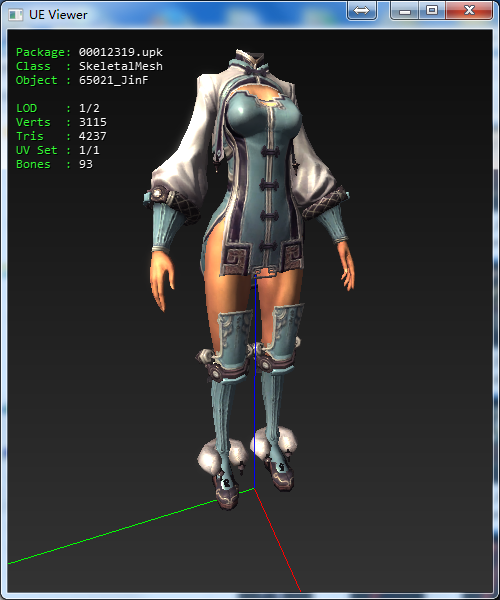 UE Viewer
Package: 00012319.upk
Class : SkeletalMesh
Object : 65021_JinF
LOD : 1/2
Verts : 3115
Tris : 4237
UV Set : 1/1
Bones : 93